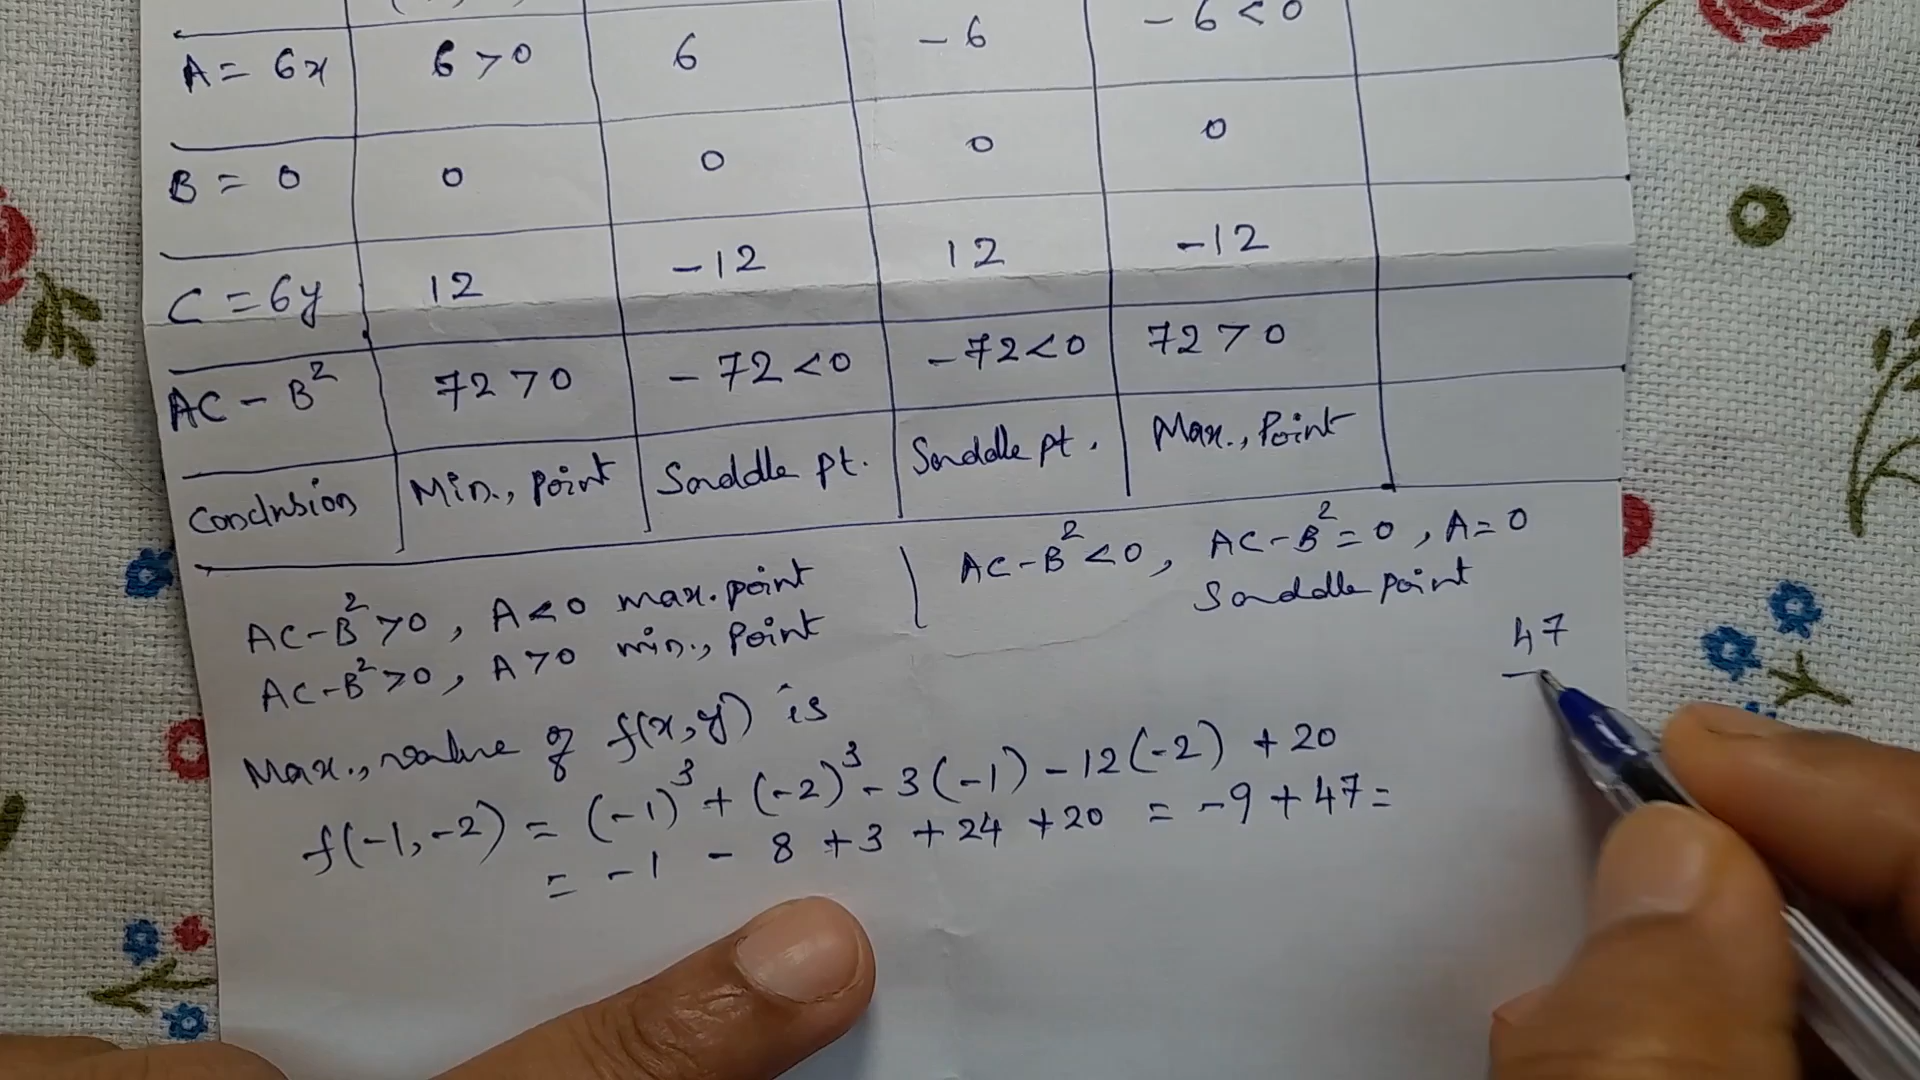 A = 6x 6 > 0 6 - 6 - 6 < 0
B = 0 0 0 0 0
C = 6y 12 - 12 12 - 12
AC - B² 72 > 0 - 72 < 0 - 72 < 0 72 > 0
Conclusion Min., point Saddle pt. Saddle pt. Max., Point
AC - B² > 0, A < 0 max. point | AC - B² < 0, AC - B² = 0, A = 0
AC - B² > 0, A > 0 min., Point Saddle point
47
Max., value of f(x,y) is
f(-1, -2) = (-1)³ + (-2)³ - 3(-1) - 12(-2) + 20
= -1 - 8 + 3 + 24 + 20 = -9 + 47 =